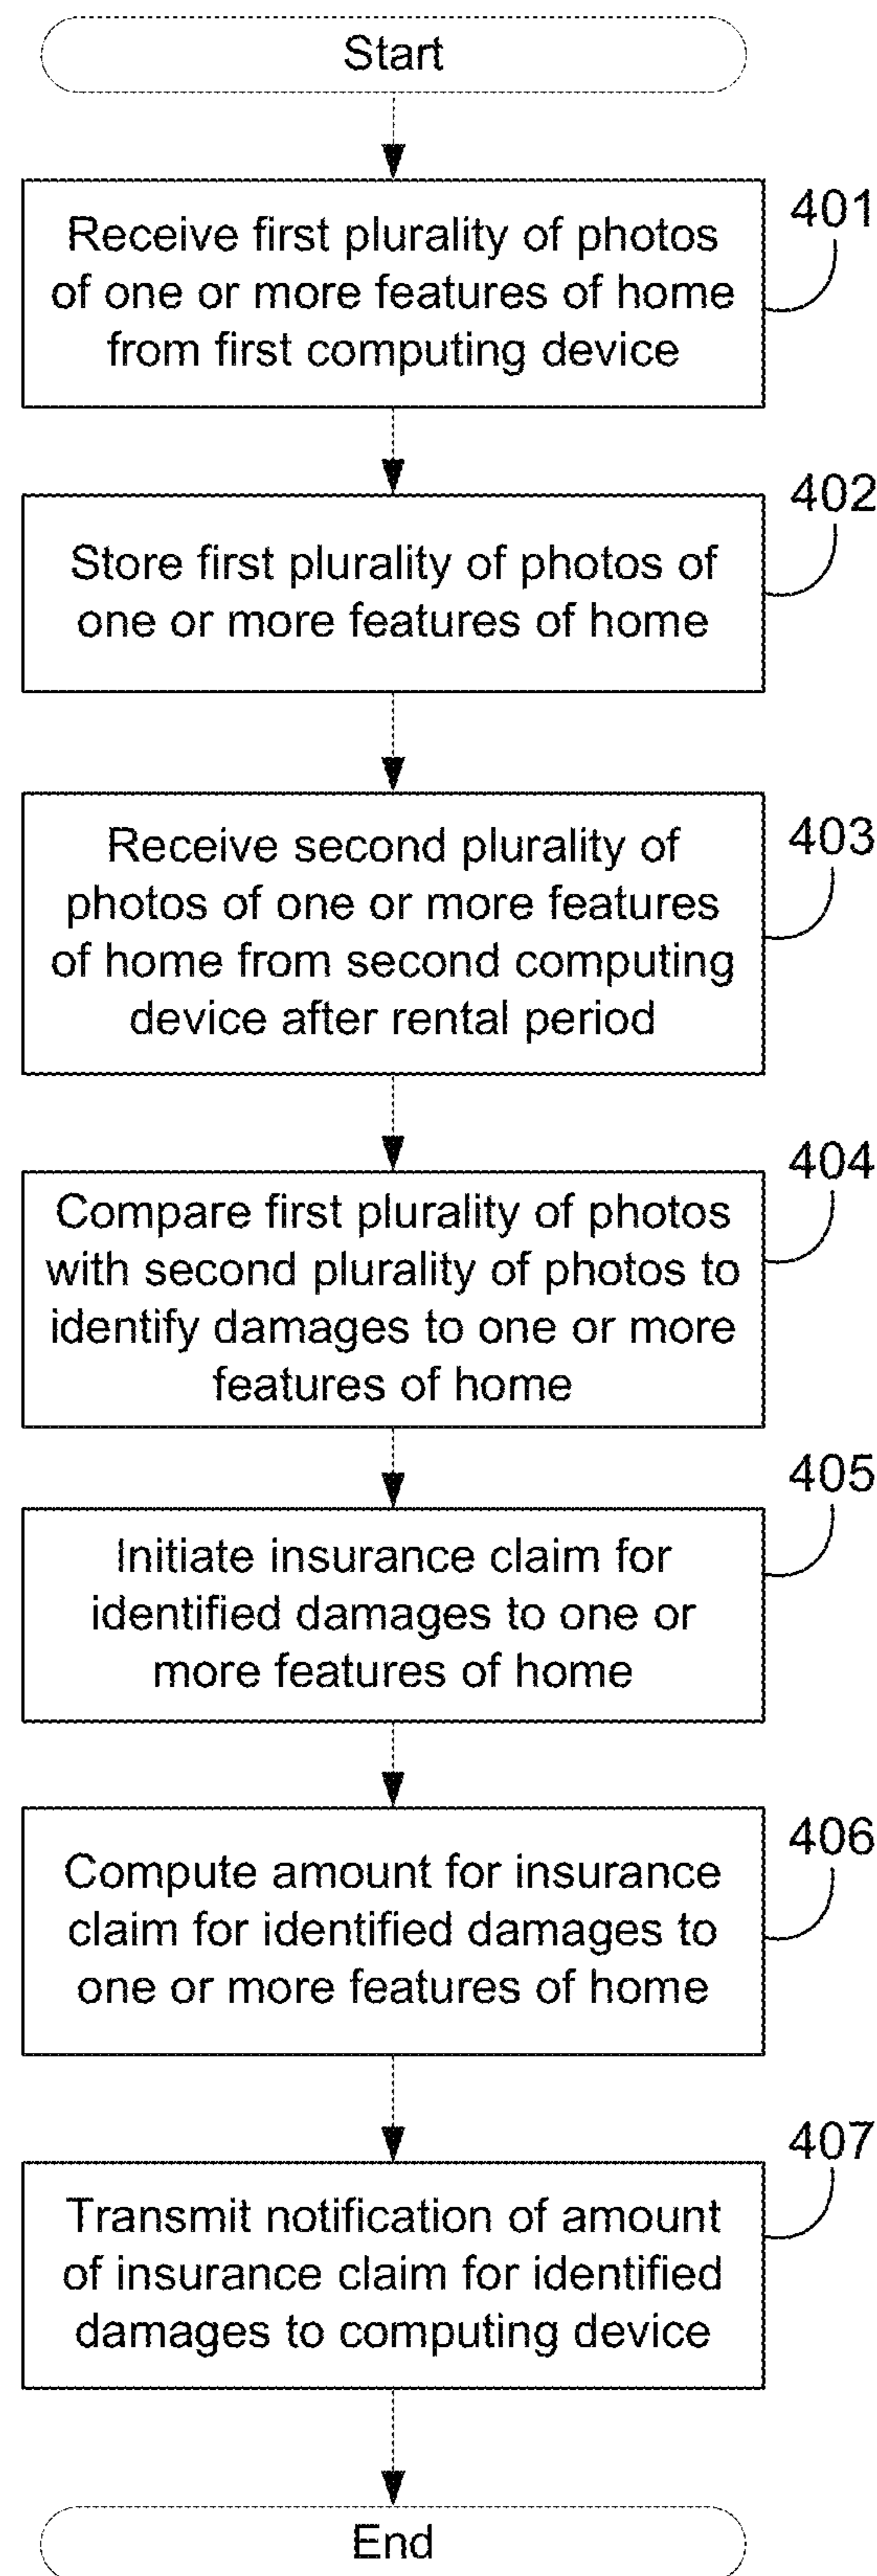 Start
401
Receive first plurality of photos
of one or more features of home
from first computing device
402
Store first plurality of photos of
one or more features of home
403
Receive second plurality of
photos of one or more features
of home from second computing
device after rental period
404
Compare first plurality of photos
with second plurality of photos to
identify damages to one or more
features of home
405
Initiate insurance claim for
identified damages to one or
more features of home
406
Compute amount for insurance
claim for identified damages to
one or more features of home
407
Transmit notification of amount
of insurance claim for identified
damages to computing device
End